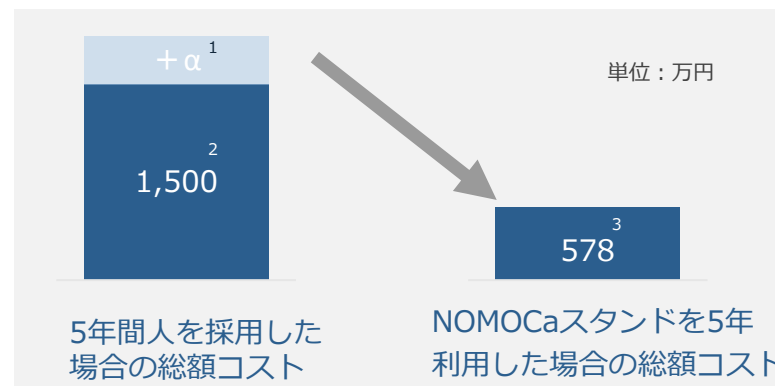 ＋α 1
単位：万円
2
1,500
3
578
5年間人を採用した
場合の総額コスト
NOMOCaスタンドを5年
利用した場合の総額コスト